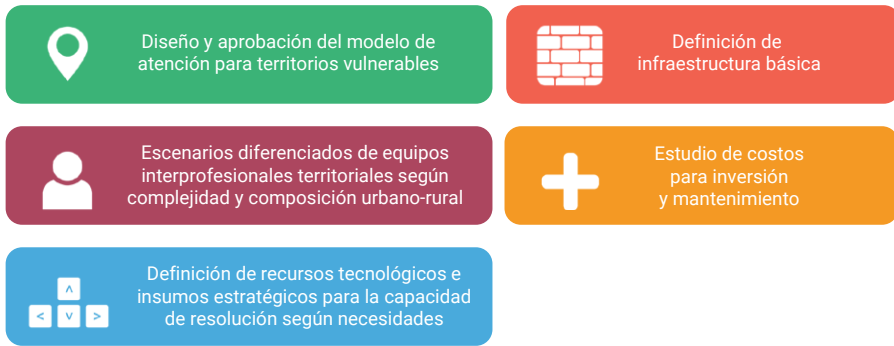 Diseño y aprobación del modelo de
atención para territorios vulnerables
Definición de
infraestructura básica
Escenarios diferenciados de equipos
interprofesionales territoriales según
complejidad y composición urbano-rural
Estudio de costos
para inversión
y mantenimiento
Definición de recursos tecnológicos e
insumos estratégicos para la capacidad
de resolución según necesidades